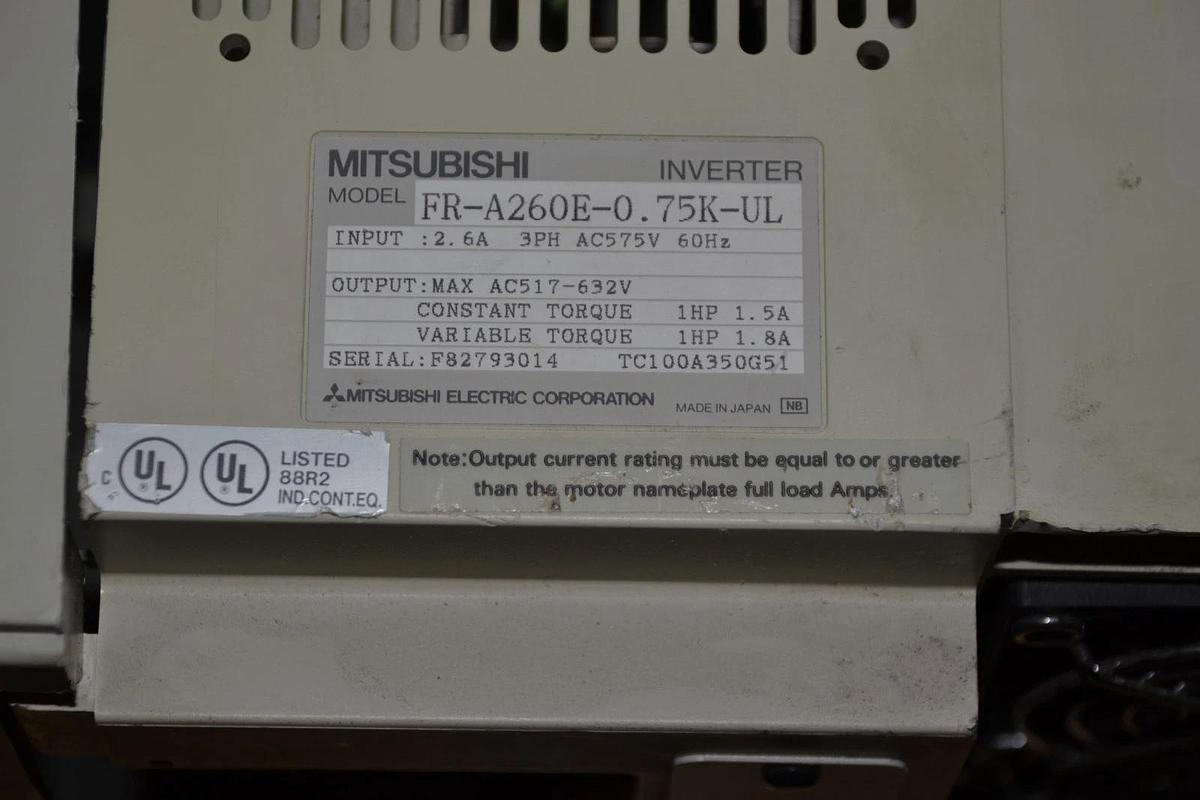 MITSUBISHI INVERTER
MODEL FR-A260E-0.75K-UL
INPUT :2.6A 3PH AC575V 60Hz
OUTPUT:MAX AC517-632V
CONSTANT TORQUE 1HP 1.5A
VARIABLE TORQUE 1HP 1.8A
SERIAL:F82793014 TC100A350G51
MITSUBISHI ELECTRIC CORPORATION MADE IN JAPAN NB
C UL ® UL ® LISTED
88R2
IND.CONT.EQ.
Note:Output current rating must be equal to or greater
than the motor nameplate full load Amps.